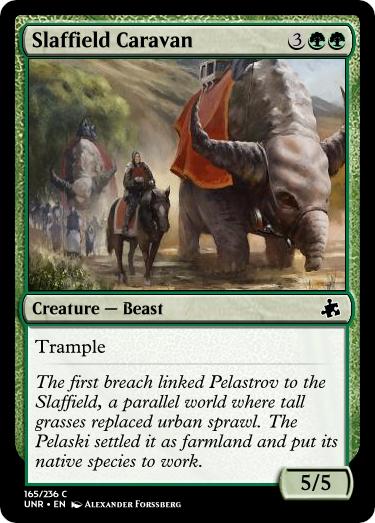 Slaffield Caravan 3
Creature — Beast
Trample
The first breach linked Pelastrov to the
Slaffield, a parallel world where tall
grasses replaced urban sprawl. The
Pelaski settled it as farmland and put its
native species to work.
5/5
165/236 C
UNR • EN Alexander Forssberg